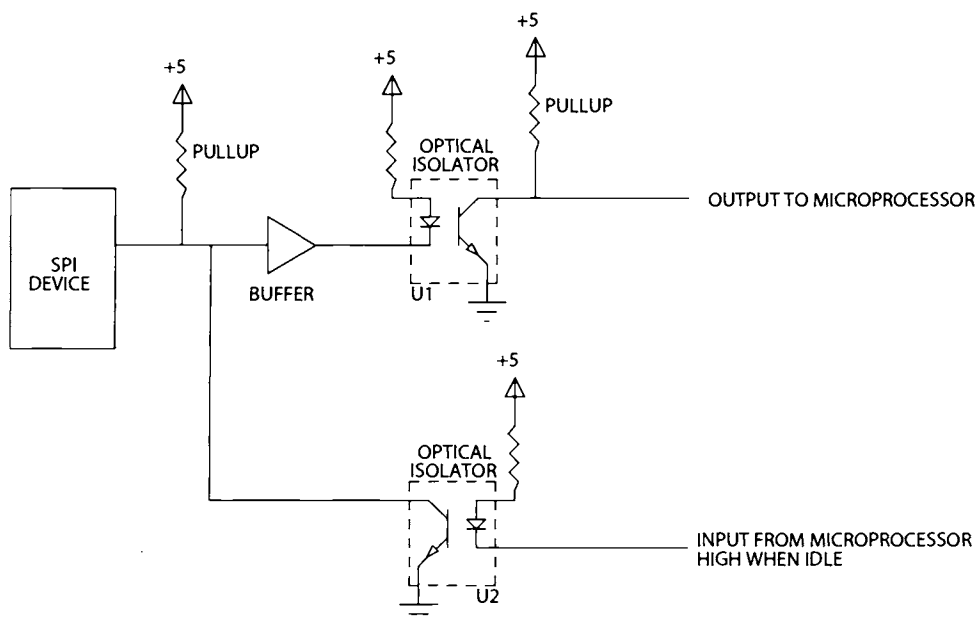 +5
+5
+5
PULLUP
PULLUP
OPTICAL
ISOLATOR
OUTPUT TO MICROPROCESSOR
SPI
DEVICE
BUFFER
U1
+5
OPTICAL
ISOLATOR
INPUT FROM MICROPROCESSOR
HIGH WHEN IDLE
U2